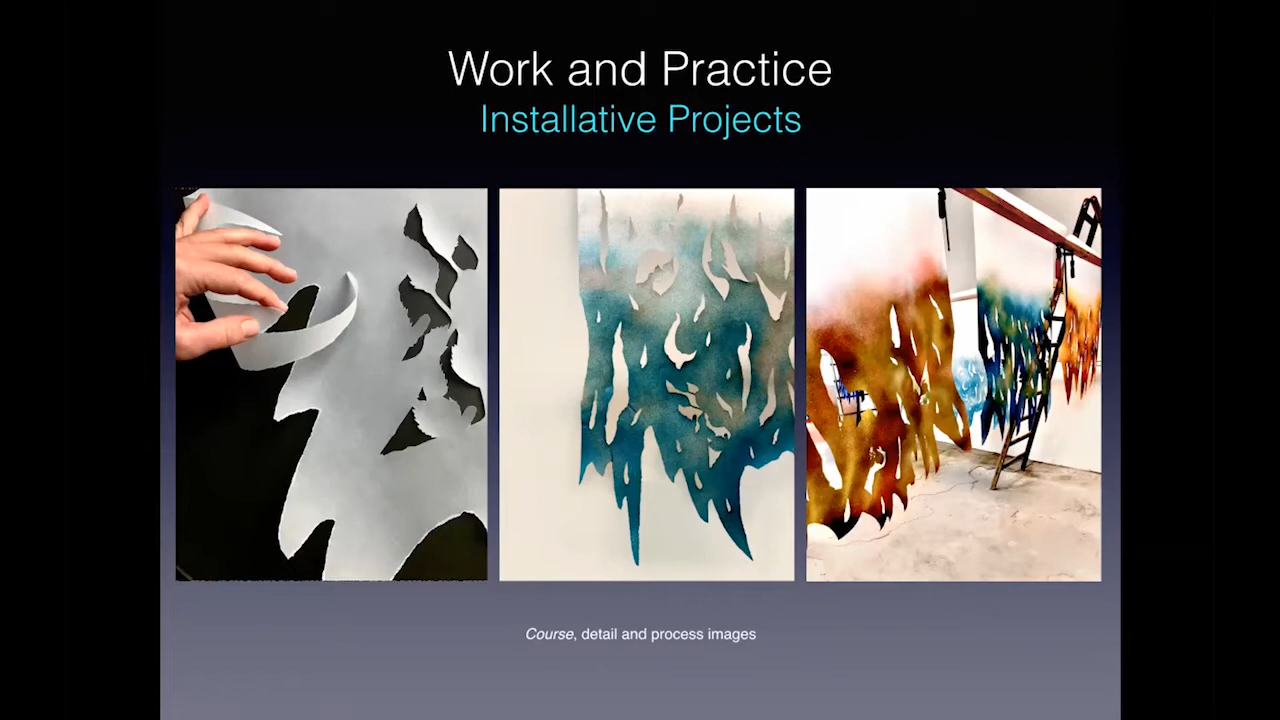 Work and Practice
Installative Projects
Course, detail and process images